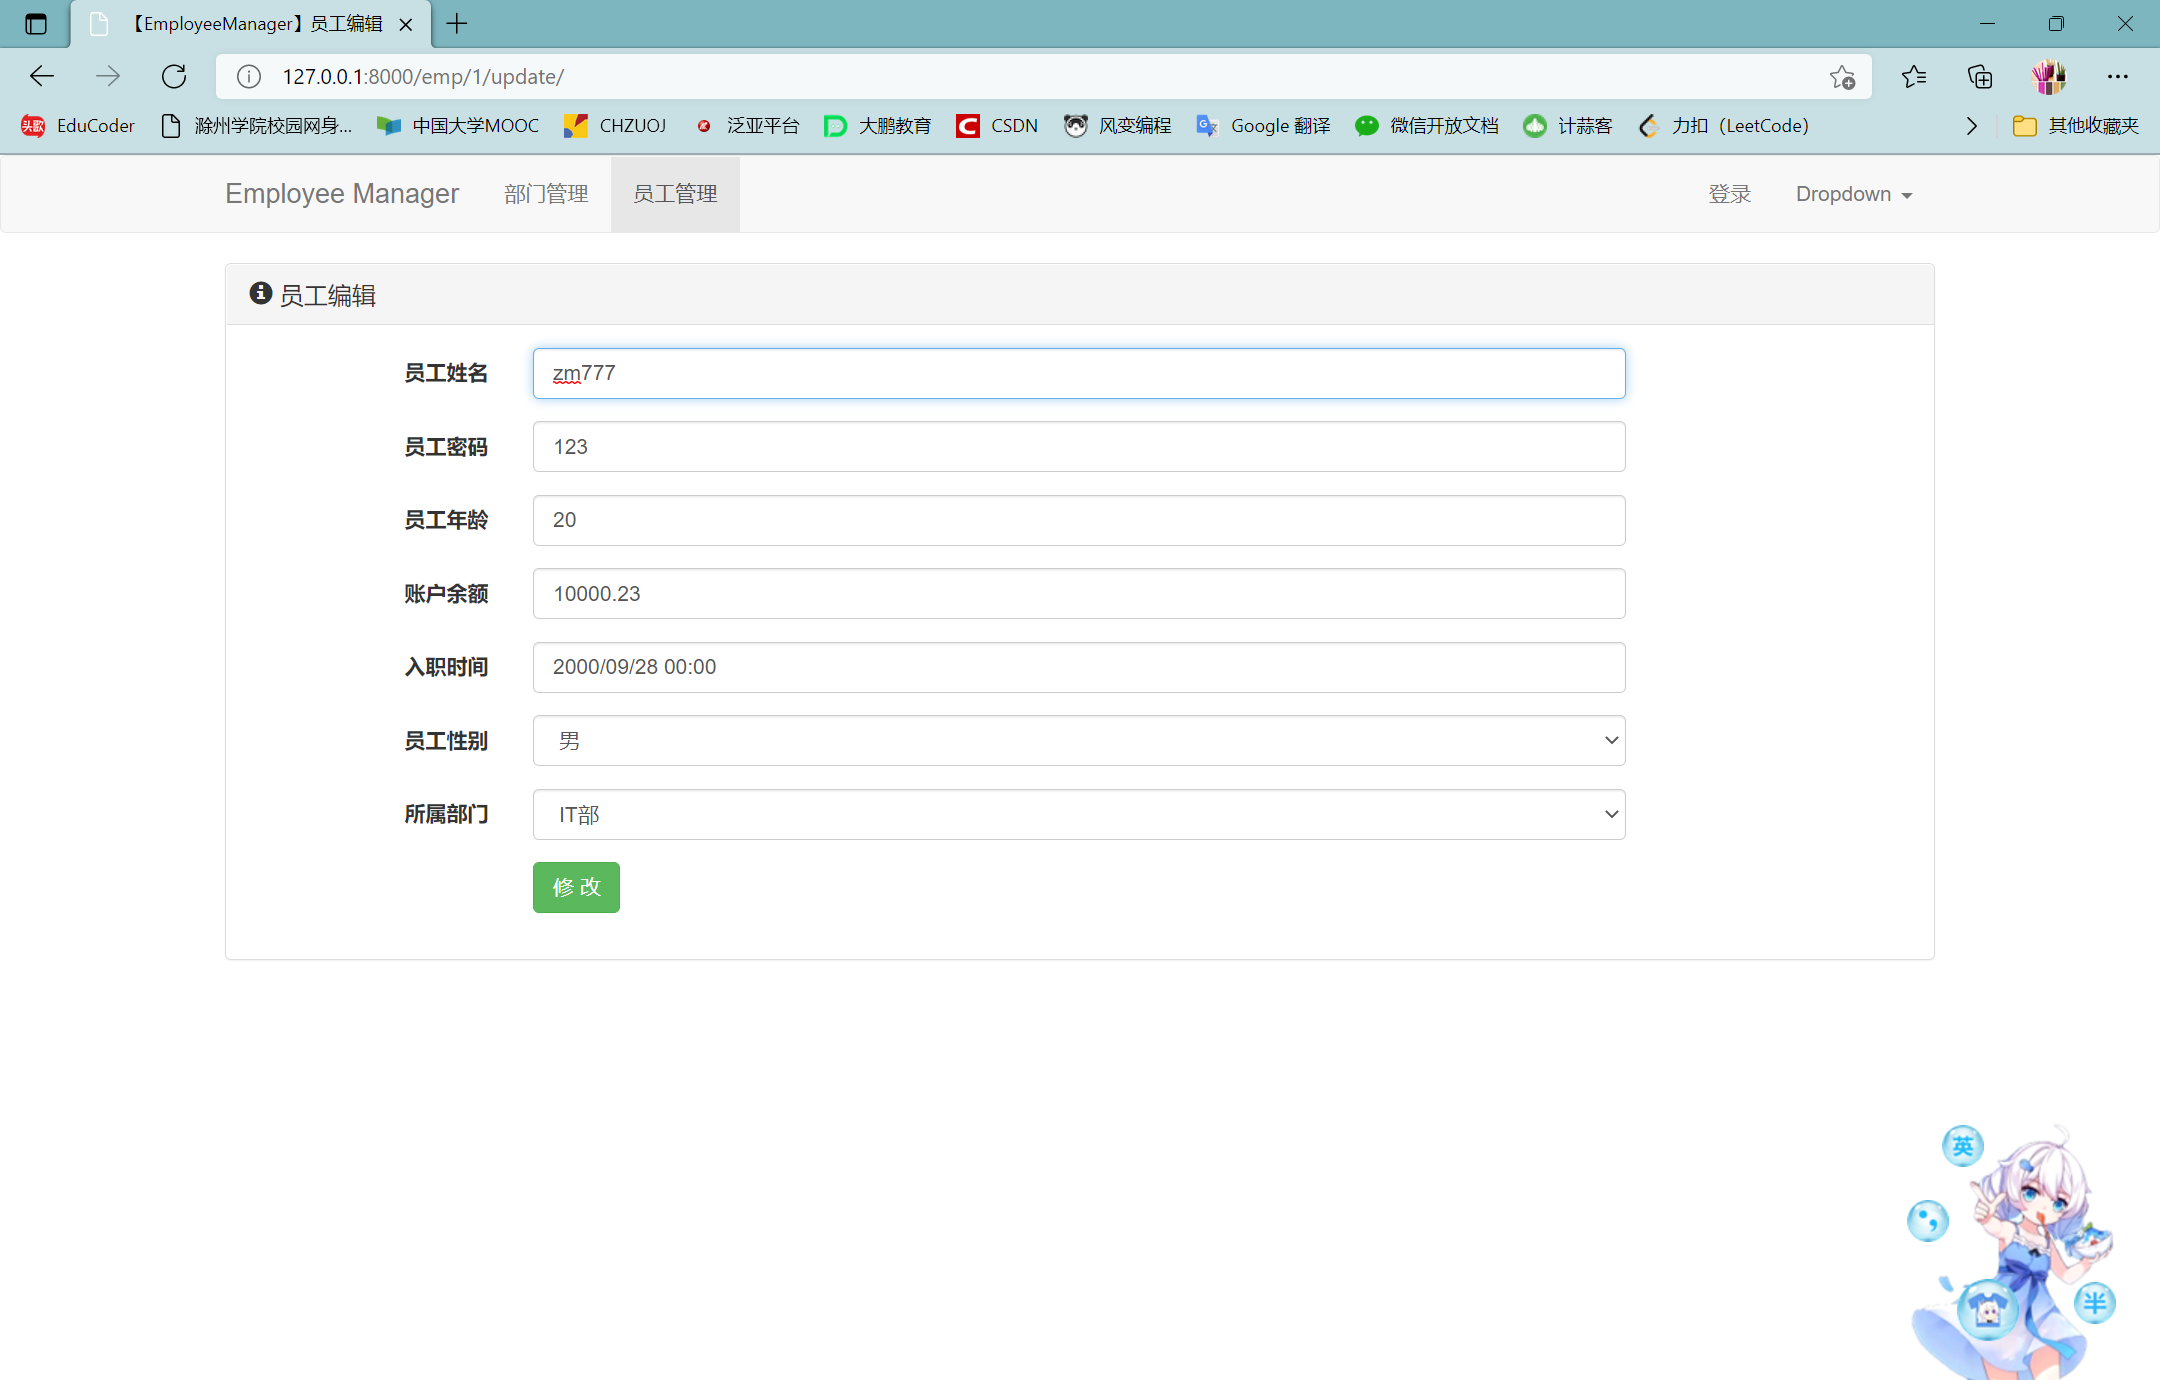 【EmployeeManager】员工编辑
127.0.0.1:8000/emp/1/update/
头歌 EduCoder 滁州学院校园网身... 中国大学MOOC CHZUOJ 泛亚平台 大鹏教育 CSDN 风变编程 Google 翻译 微信开放文档 计蒜客 力扣（LeetCode） 其他收藏夹
Employee Manager 部门管理 员工管理 登录 Dropdown
员工编辑
员工姓名 zm777
员工密码 123
员工年龄 20
账户余额 10000.23
入职时间 2000/09/28 00:00
员工性别 男
所属部门 IT部
修 改
英
半